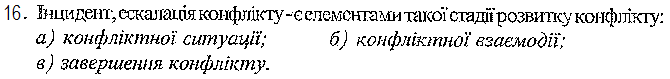 16. Інцидент, ескалація конфлікту - є елементами такої стадії розвитку конфлікту:
а) конфліктної ситуації; б) конфліктної взаємодії;
в) завершення конфлікту.